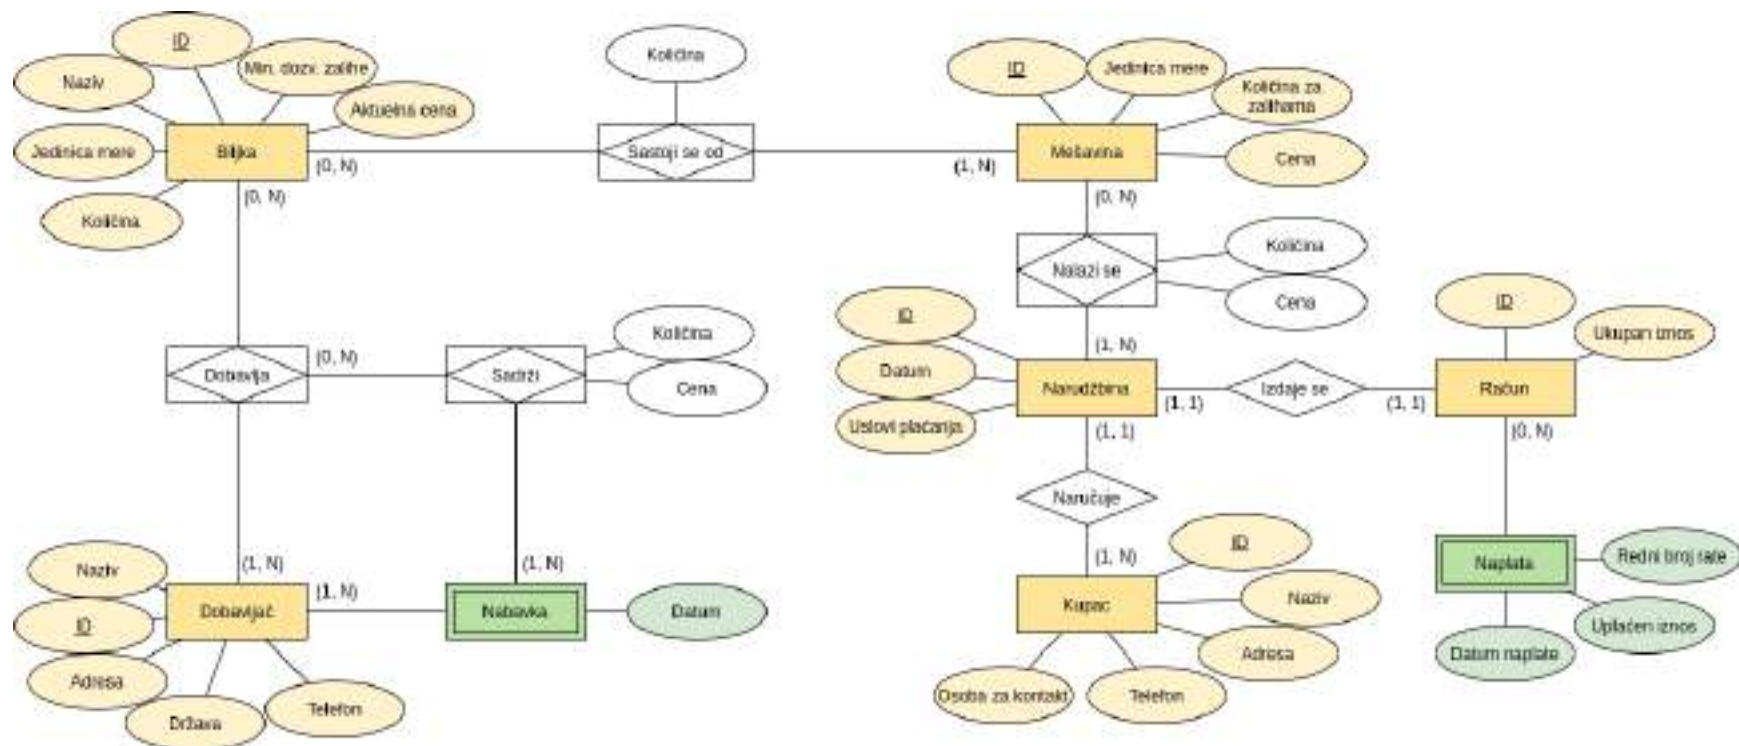 ID
Količina
Naziv
Min. dozv. zalihe
ID
Jedinica mere
Aktuelna cena
Količina za
zalihama
Jedinica mere
Biljka
Sastoji se od
Mešavina
Cena
(0, N)
(1, N)
(0, N)
(0, N)
Količina
Količina
Nalazi se
Cena
ID
ID
Količina
Ukupan iznos
(0, N)
(1, N)
Dobavlja
Sadrži
Datum
Cena
Narudžbina
Izdaje se
Račun
(1, 1)
(1, 1)
Uslovi plaćanja
(1, 1)
(0, N)
Naručuje
ID
(1, N)
(1, N)
(1, N)
Naplata
Redni broj rate
Naziv
(1, N)
Naziv
Dobavljač
Nabavka
Datum
Kupac
ID
Uplaćen iznos
Adresa
Datum naplate
Adresa
Osoba za kontakt
Telefon
Država
Telefon